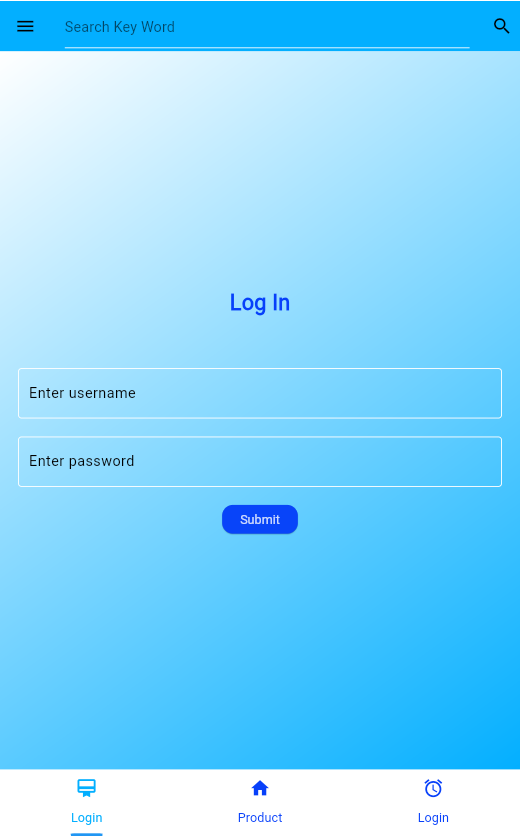 Search Key Word
Log In
Enter username
Enter password
Submit
Login
Product
Login